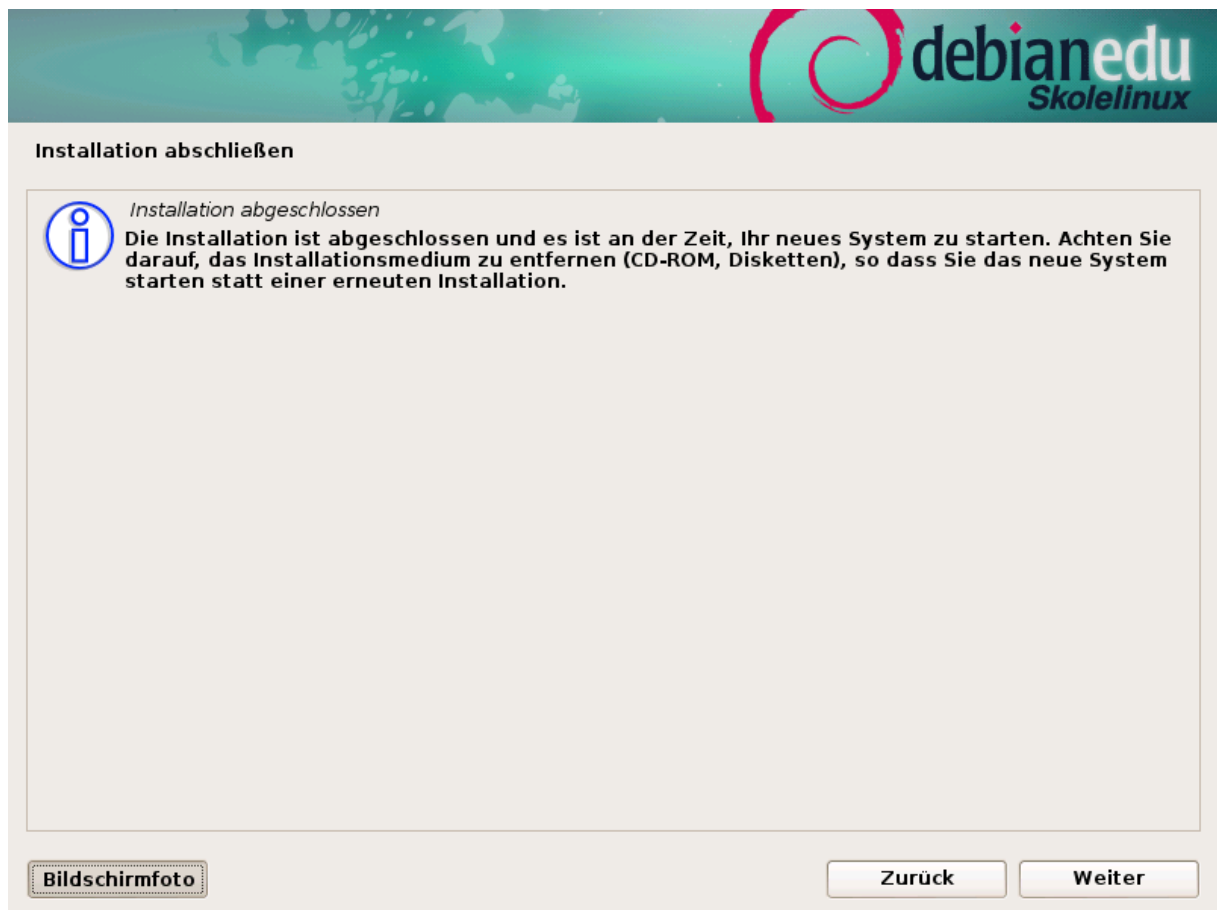 debianedu
Skolelinux
Installation abschließen
Installation abgeschlossen
Die Installation ist abgeschlossen und es ist an der Zeit, Ihr neues System zu starten. Achten Sie
darauf, das Installationsmedium zu entfernen (CD-ROM, Disketten), so dass Sie das neue System
starten statt einer erneuten Installation.
Bildschirmfoto
Zurück
Weiter